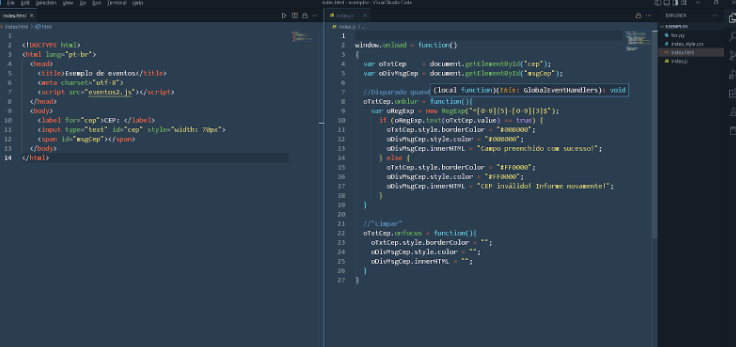 File Edit Selection View Go Run Terminal Help
index.html - exemplos - Visual Studio Code
index.html
index.html > html
1
2 <!DOCTYPE html>
3 <html lang="pt-br">
4 <head>
5 <title>Exemplo de eventos</title>
6 <meta charset="utf-8">
7 <script src="eventos2.js"></script>
8 </head>
9 <body>
10 <label for="cep">CEP: </label>
11 <input type="text" id="cep" style="width: 70px">
12 <span id="msgCep"></span>
13 </body>
14 </html>
index.js
index.js > ...
1
2 window.onload = function()
3 {
4 var oTxtCep = document.getElementById("cep");
5 var oDivMsgCep = document.getElementById("msgCep");
6
7 //Disparado quand
(local function)(this: GlobalEventHandlers): void
8 oTxtCep.onblur = function(){
9 var oRegExp = new RegExp("^[0-9]{5}-[0-9]{3}$");
10 if (oRegExp.test(oTxtCep.value) == true) {
11 oTxtCep.style.borderColor = "#000000";
12 oDivMsgCep.style.color = "#000000";
13 oDivMsgCep.innerHTML = "Campo preenchido com sucesso!";
14 } else {
15 oTxtCep.style.borderColor = "#FF0000";
16 oDivMsgCep.style.color = "#FF0000";
17 oDivMsgCep.innerHTML = "CEP inválido! Informe novamente!";
18 }
19 }
20
21 //"Limpar"
22 oTxtCep.onfocus = function(){
23 oTxtCep.style.borderColor = "";
24 oDivMsgCep.style.color = "";
25 oDivMsgCep.innerHTML = "";
26 }
27 }
EXPLORER
EXEMPLOS
for.py
index_style.css
index.html
index.js